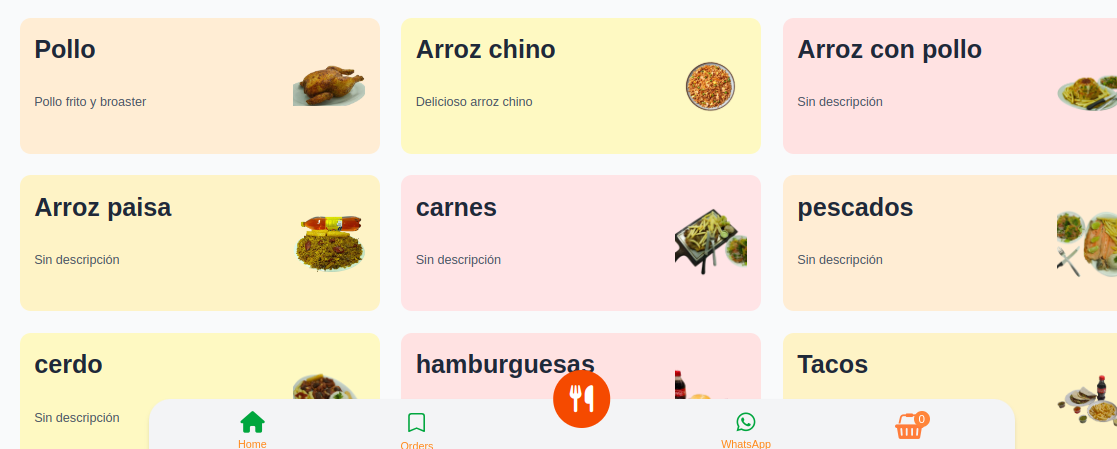 Pollo
Pollo frito y broaster
Arroz chino
Delicioso arroz chino
Arroz con pollo
Sin descripción
Arroz paisa
Sin descripción
carnes
Sin descripción
pescados
Sin descripción
cerdo
Sin descripción
hamburguesas
Tacos
Home
Orders
WhatsApp
0